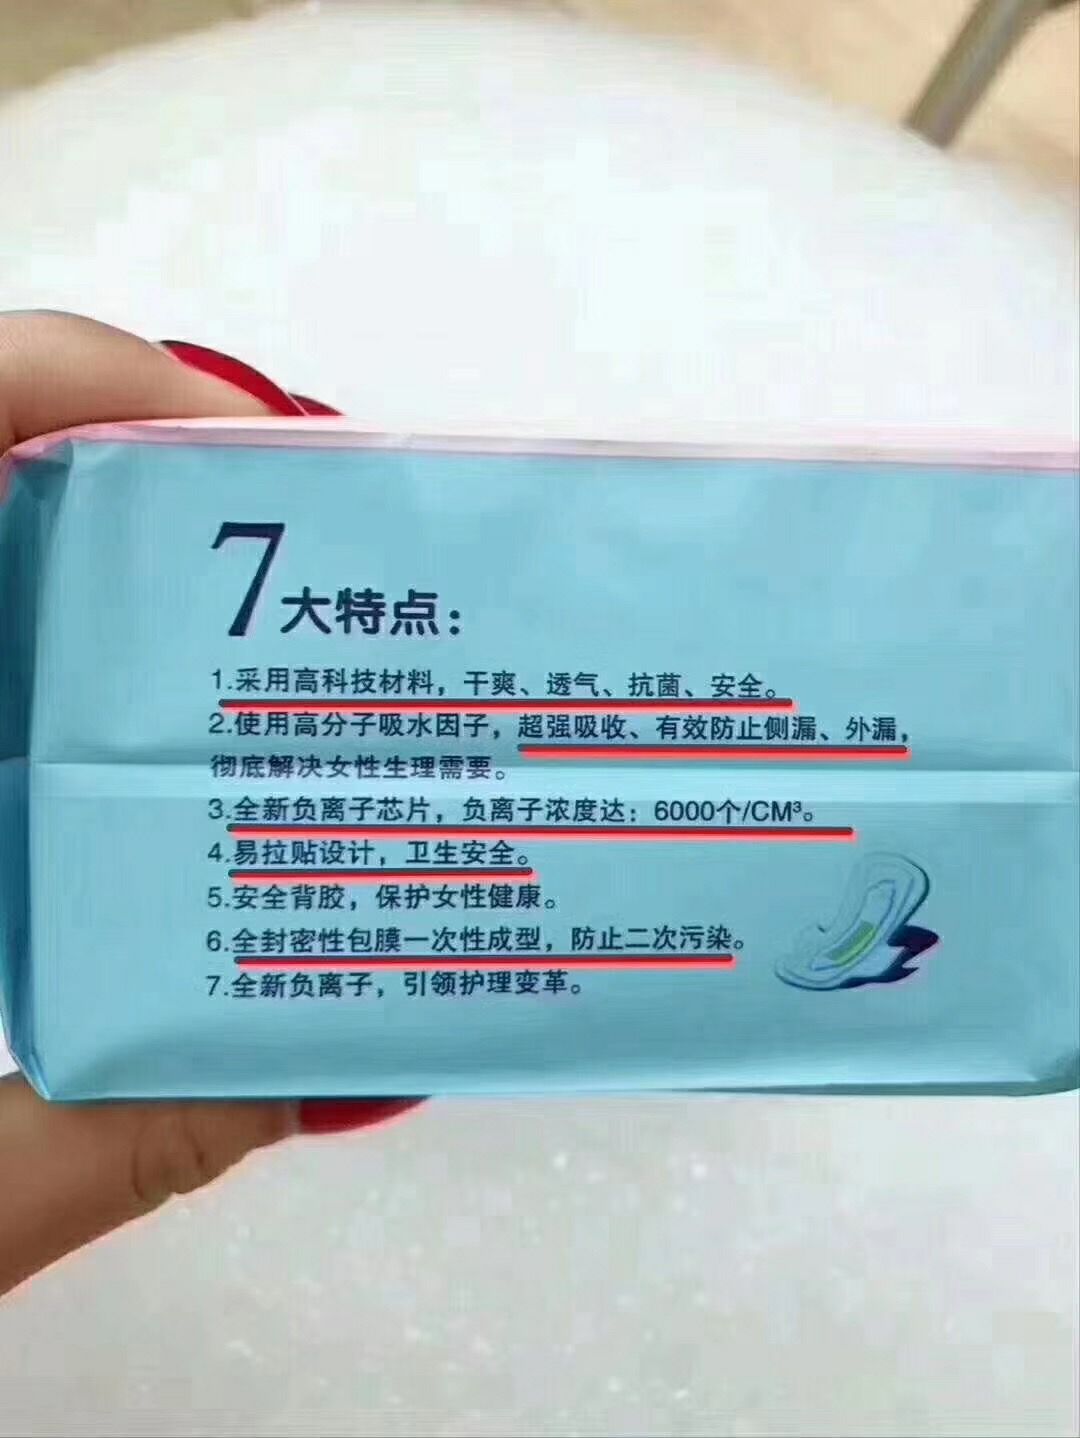 7大特点：
1.采用高科技材料，干爽、透气、抗菌、安全。
2.使用高分子吸水因子，超强吸收、有效防止侧漏、外漏，
彻底解决女性生理需要。
3.全新负离子芯片，负离子浓度达：6000个/CM³。
4.易拉贴设计，卫生安全。
5.安全背胶，保护女性健康。
6.全封密性包膜一次性成型，防止二次污染。
7.全新负离子，引领护理变革。